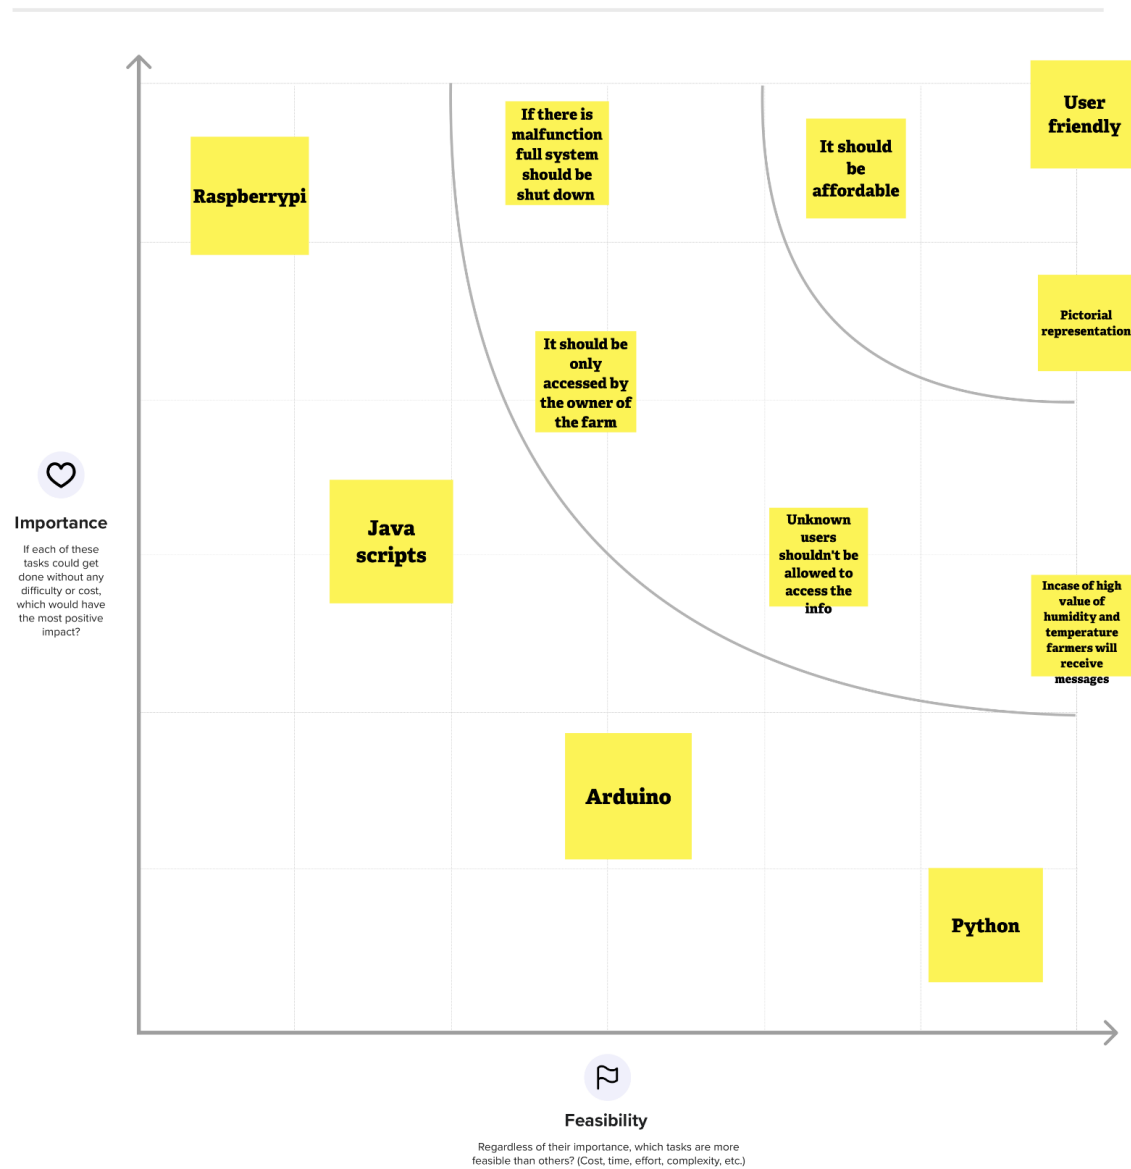 User
friendly
If there is
malfunction
full system
should be
shut down
It should
be
affordable
Raspberrypi
Pictorial
representation
It should be
only
accessed by
the owner of
the farm
Java
scripts
Unknown
users
shouldn't be
allowed to
access the
info
Incase of high
value of
humidity and
temperature
farmers will
receive
messages
Importance
If each of these
tasks could get
done without any
difficulty or cost,
which would have
the most positive
impact?
Arduino
Python
Feasibility
Regardless of their importance, which tasks are more
feasible than others? (Cost, time, effort, complexity, etc.)